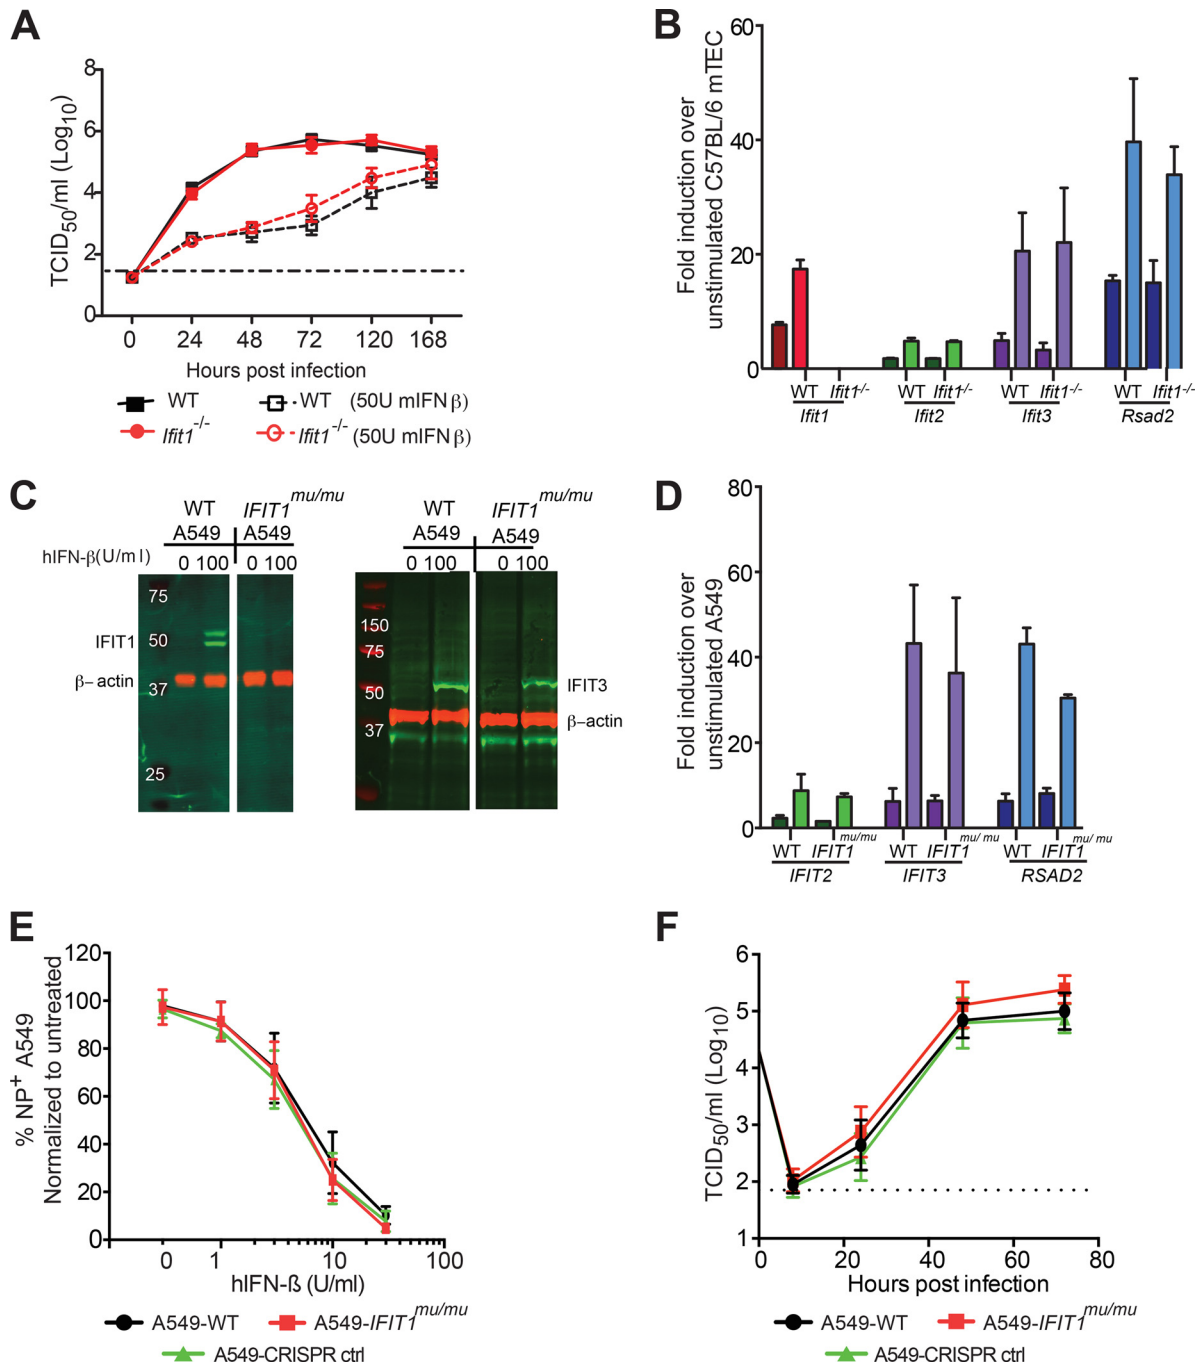 A
TCID50/ml (Log10)
8
6
4
2
0
0 24 48 72 120 168
Hours post infection
WT
WT (50U mIFNβ)
Ifit1-/-
Ifit1-/- (50U mIFNβ)
B
Fold induction over
unstimulated C57BL/6 mTEC
60
40
20
0
WT Ifit1-/- WT Ifit1-/- WT Ifit1-/- WT Ifit1-/-
Ifit1 Ifit2 Ifit3 Rsad2
C
WT IFIT1mu/mu
A549 A549
hIFN-β(U/ml) 0 100 0 100
75
IFIT1 50
β-actin 37
25
WT IFIT1mu/mu
A549 A549
0 100 0 100
150
75
50 IFIT3
β-actin
37
D
Fold induction over
unstimulated A549
80
60
40
20
0
WT IFIT1mu/mu WT IFIT1mu/mu WT IFIT1mu/mu
IFIT2 IFIT3 RSAD2
E
% NP+ A549
Normalized to untreated
120
100
80
60
40
20
0
0 1 10 100
hIFN-ß (U/ml)
A549-WT A549-IFIT1mu/mu
A549-CRISPR ctrl
F
TCID50/ml (Log10)
6
5
4
3
2
1
0 20 40 60 80
Hours post infection
A549-WT A549-IFIT1mu/mu
A549-CRISPR ctrl